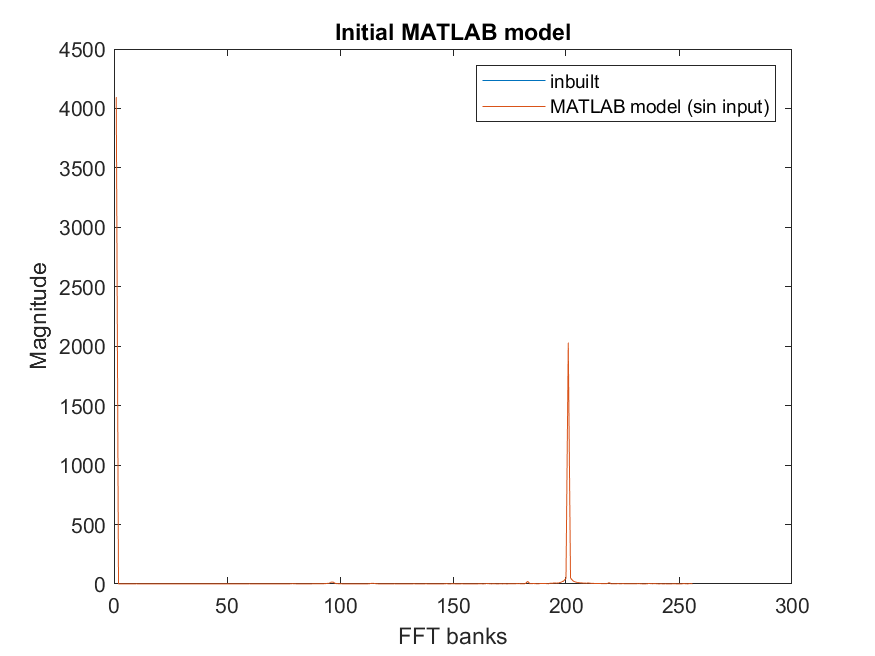 Initial MATLAB model
4500
4000
3500
3000
2500
2000
1500
1000
500
0
Magnitude
inbuilt
MATLAB model (sin input)
0 50 100 150 200 250 300
FFT banks